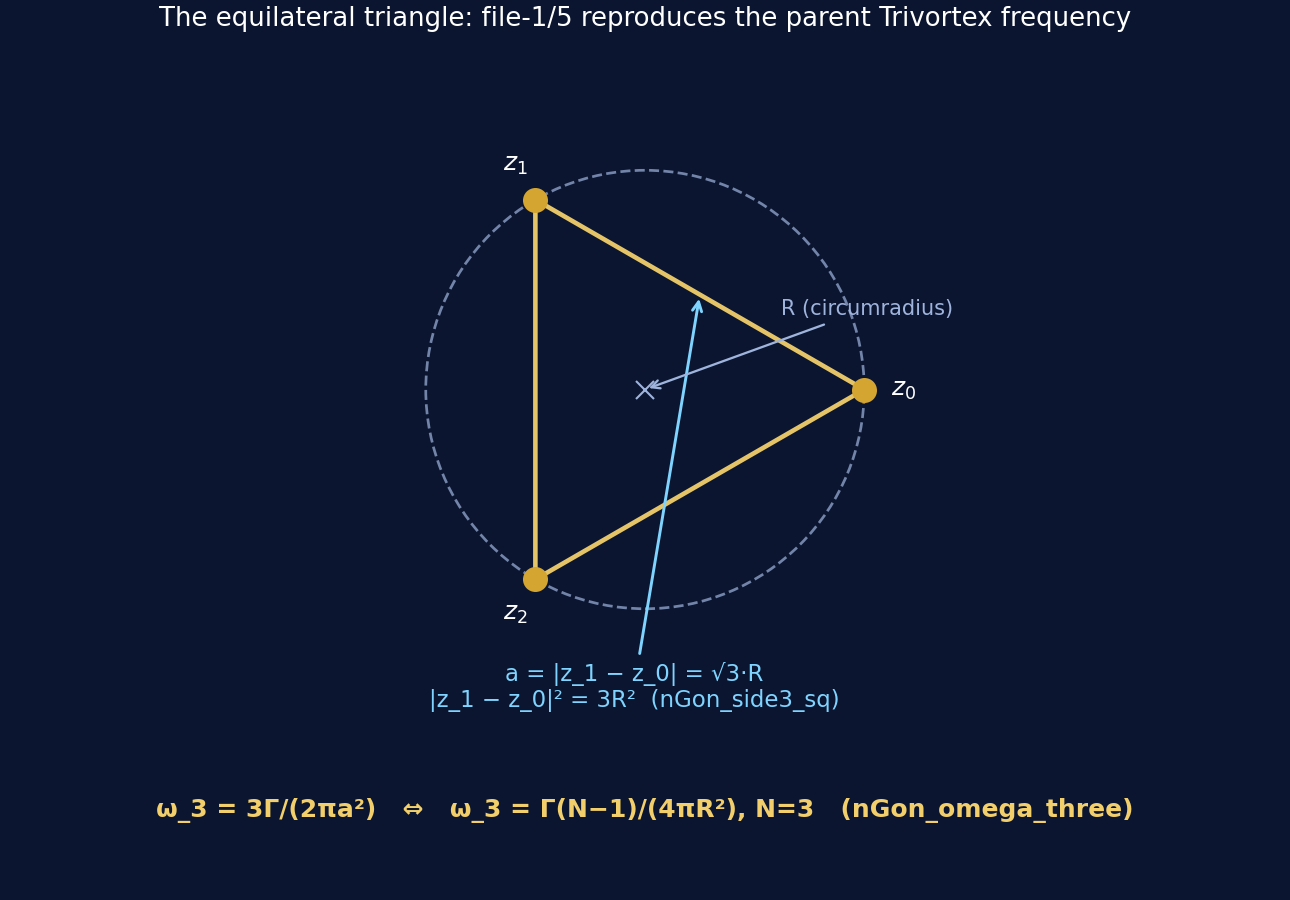 The equilateral triangle: file-1/5 reproduces the parent Trivortex frequency
z₁
R (circumradius)
z₀
z₂
a = |z_1 − z_0| = √3·R
|z_1 − z_0|² = 3R²  (nGon_side3_sq)
ω_3 = 3Γ/(2πa²)   ⇔   ω_3 = Γ(N−1)/(4πR²), N=3   (nGon_omega_three)